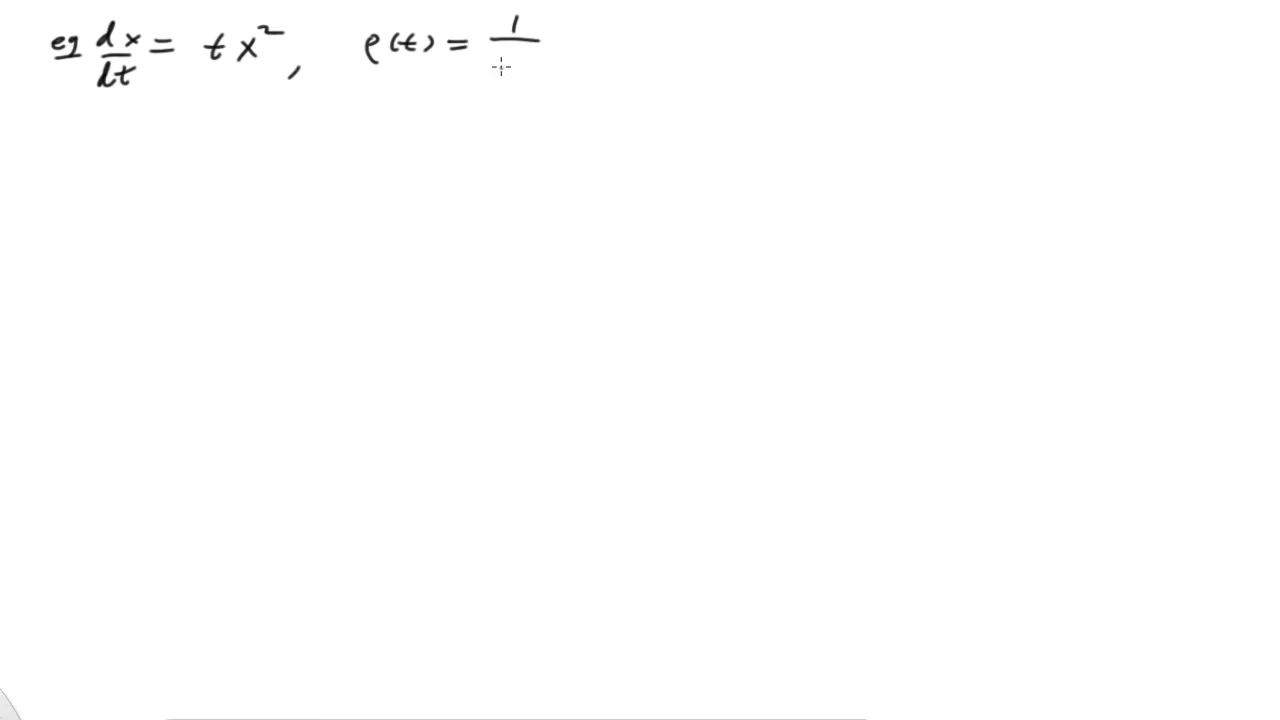 eg dx/dt = t x², ρ(t) = 1/